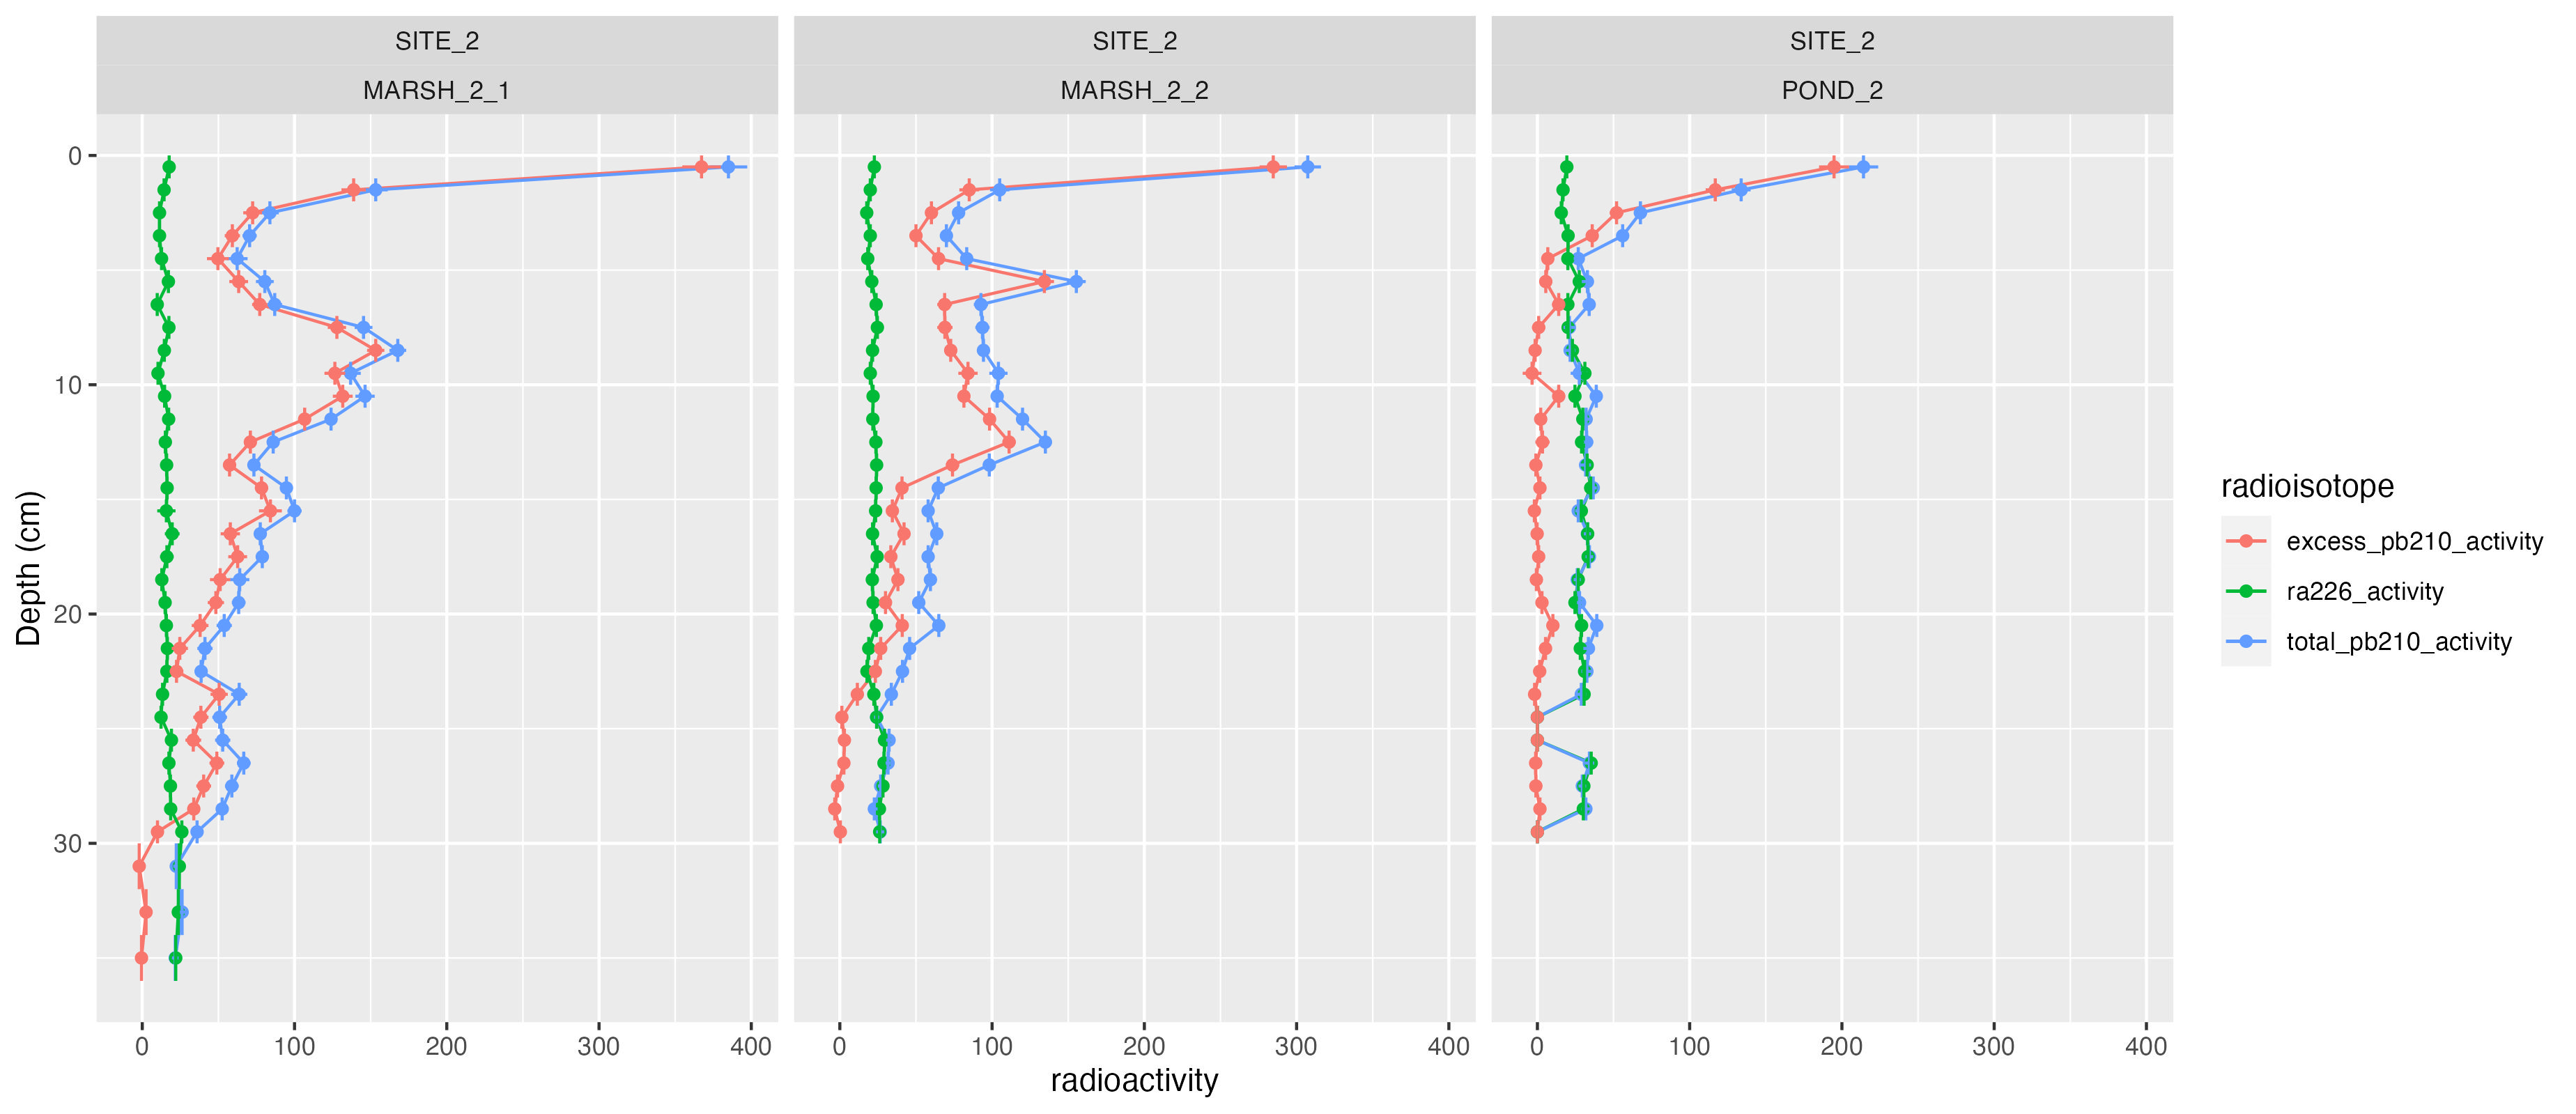 SITE_2 SITE_2 SITE_2
MARSH_2_1 MARSH_2_2 POND_2
Depth (cm)
0
10
20
30
0 100 200 300 400 0 100 200 300 400 0 100 200 300 400
radioactivity
radioisotope
excess_pb210_activity
ra226_activity
total_pb210_activity